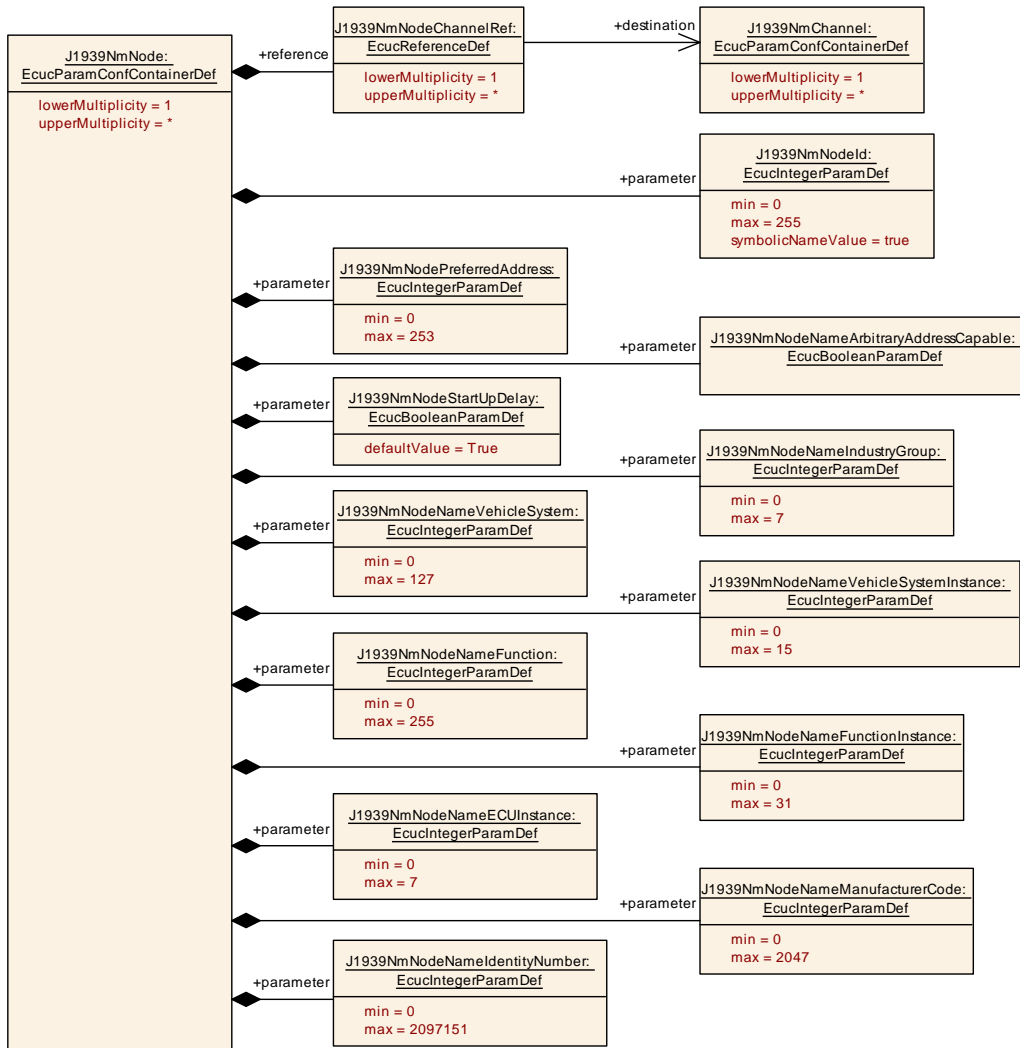 J1939NmNode:
EcucParamConfContainerDef
lowerMultiplicity = 1
upperMultiplicity = *
+reference
J1939NmNodeChannelRef:
EcucReferenceDef
lowerMultiplicity = 1
upperMultiplicity = *
+destination
J1939NmChannel:
EcucParamConfContainerDef
lowerMultiplicity = 1
upperMultiplicity = *
+parameter
J1939NmNodeId:
EcucIntegerParamDef
min = 0
max = 255
symbolicNameValue = true
+parameter
J1939NmNodePreferredAddress:
EcucIntegerParamDef
min = 0
max = 253
+parameter
J1939NmNodeNameArbitraryAddressCapable:
EcucBooleanParamDef
+parameter
J1939NmNodeStartUpDelay:
EcucBooleanParamDef
defaultValue = True
+parameter
J1939NmNodeNameIndustryGroup:
EcucIntegerParamDef
min = 0
max = 7
+parameter
J1939NmNodeNameVehicleSystem:
EcucIntegerParamDef
min = 0
max = 127
+parameter
J1939NmNodeNameVehicleSystemInstance:
EcucIntegerParamDef
min = 0
max = 15
+parameter
J1939NmNodeNameFunction:
EcucIntegerParamDef
min = 0
max = 255
+parameter
J1939NmNodeNameFunctionInstance:
EcucIntegerParamDef
min = 0
max = 31
+parameter
J1939NmNodeNameECUInstance:
EcucIntegerParamDef
min = 0
max = 7
+parameter
J1939NmNodeNameManufacturerCode:
EcucIntegerParamDef
min = 0
max = 2047
+parameter
J1939NmNodeNameIdentityNumber:
EcucIntegerParamDef
min = 0
max = 2097151